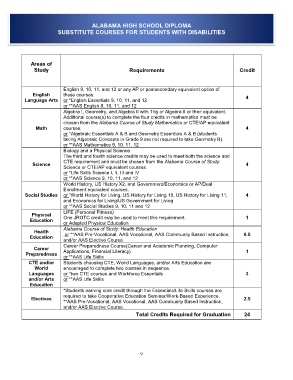 ALABAMA HIGH SCHOOL DIPLOMA
SUBSTITUTE COURSES FOR STUDENTS WITH DISABILITIES
Areas of Study
Requirements
Credit
English Language Arts
English 9, 10, 11, and 12 or any AP or postsecondary equivalent option of
these courses.
or *English Essentials 9, 10, 11, and 12
or **AAS English 9, 10, 11, and 12
4
Math
Algebra I, Geometry, and Algebra II with Trig or Algebra II or their equivalent.
Additional course(s) to complete the four credits in mathematics must be
chosen from the Alabama Course of Study Mathematics or CTE/AP equivalent
courses.
or *Algebraic Essentials A & B and Geometry Essentials A & B (students
taking Algebraic Concepts in Grade 9 are not required to take Geometry B).
or **AAS Mathematics 9, 10, 11, and 12
4
Science
Biology and a Physical Science
The third and fourth science credits may be used to meet both the science and
CTE requirement and must be chosen from the Alabama Course of Study
Science or CTE/AP equivalent courses.
or *Life Skills Science I, II, III and IV
or **AAS Science 9, 10, 11, and 12
4
Social Studies
World History, US History X2, and Government/Economics or AP/Dual
Enrollment equivalent courses.
or *World History for Living, US History for Living 10, US History for Living 11,
and Economics for Living/US Government for Living
or **AAS Social Studies 9, 10, 11, and 12
4
Physical Education
LIFE (Personal Fitness)
One JROTC credit may be used to meet this requirement.
or Adapted Physical Education
1
Health Education
Alabama Course of Study: Health Education
or **AAS Pre-Vocational, AAS Vocational, AAS Community Based Instruction,
and/or AAS Elective Course
0.5
Career Preparedness
Career Preparedness Course (Career and Academic Planning, Computer
Applications, Financial Literacy)
or **AAS Life Skills
1
CTE and/or World Languages and/or Arts Education
Students choosing CTE, World Languages, and/or Arts Education are
encouraged to complete two courses in sequence.
or *two CTE courses and Workforce Essentials
or **AAS Life Skills
3
Electives
*Students earning core credit through the Essentials/Life Skills courses are
required to take Cooperative Education Seminar/Work-Based Experience.
**AAS Pre-Vocational, AAS Vocational, AAS Community Based Instruction,
and/or AAS Elective Course.
2.5
Total Credits Required for Graduation
24